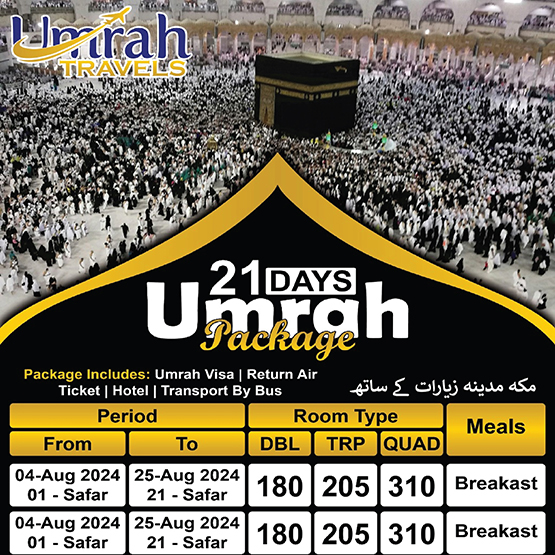 Umrah
TRAVELS
21 DAYS
Umrah
Package
Package Includes: Umrah Visa | Return Air
Ticket | Hotel | Transport By Bus
مکہ مدینہ زیارات کے ساتھ
Period Room Type Meals
From To DBL TRP QUAD
04-Aug 2024 25-Aug 2024 180 205 310 Breakast
01 - Safar 21 - Safar
04-Aug 2024 25-Aug 2024 180 205 310 Breakast
01 - Safar 21 - Safar